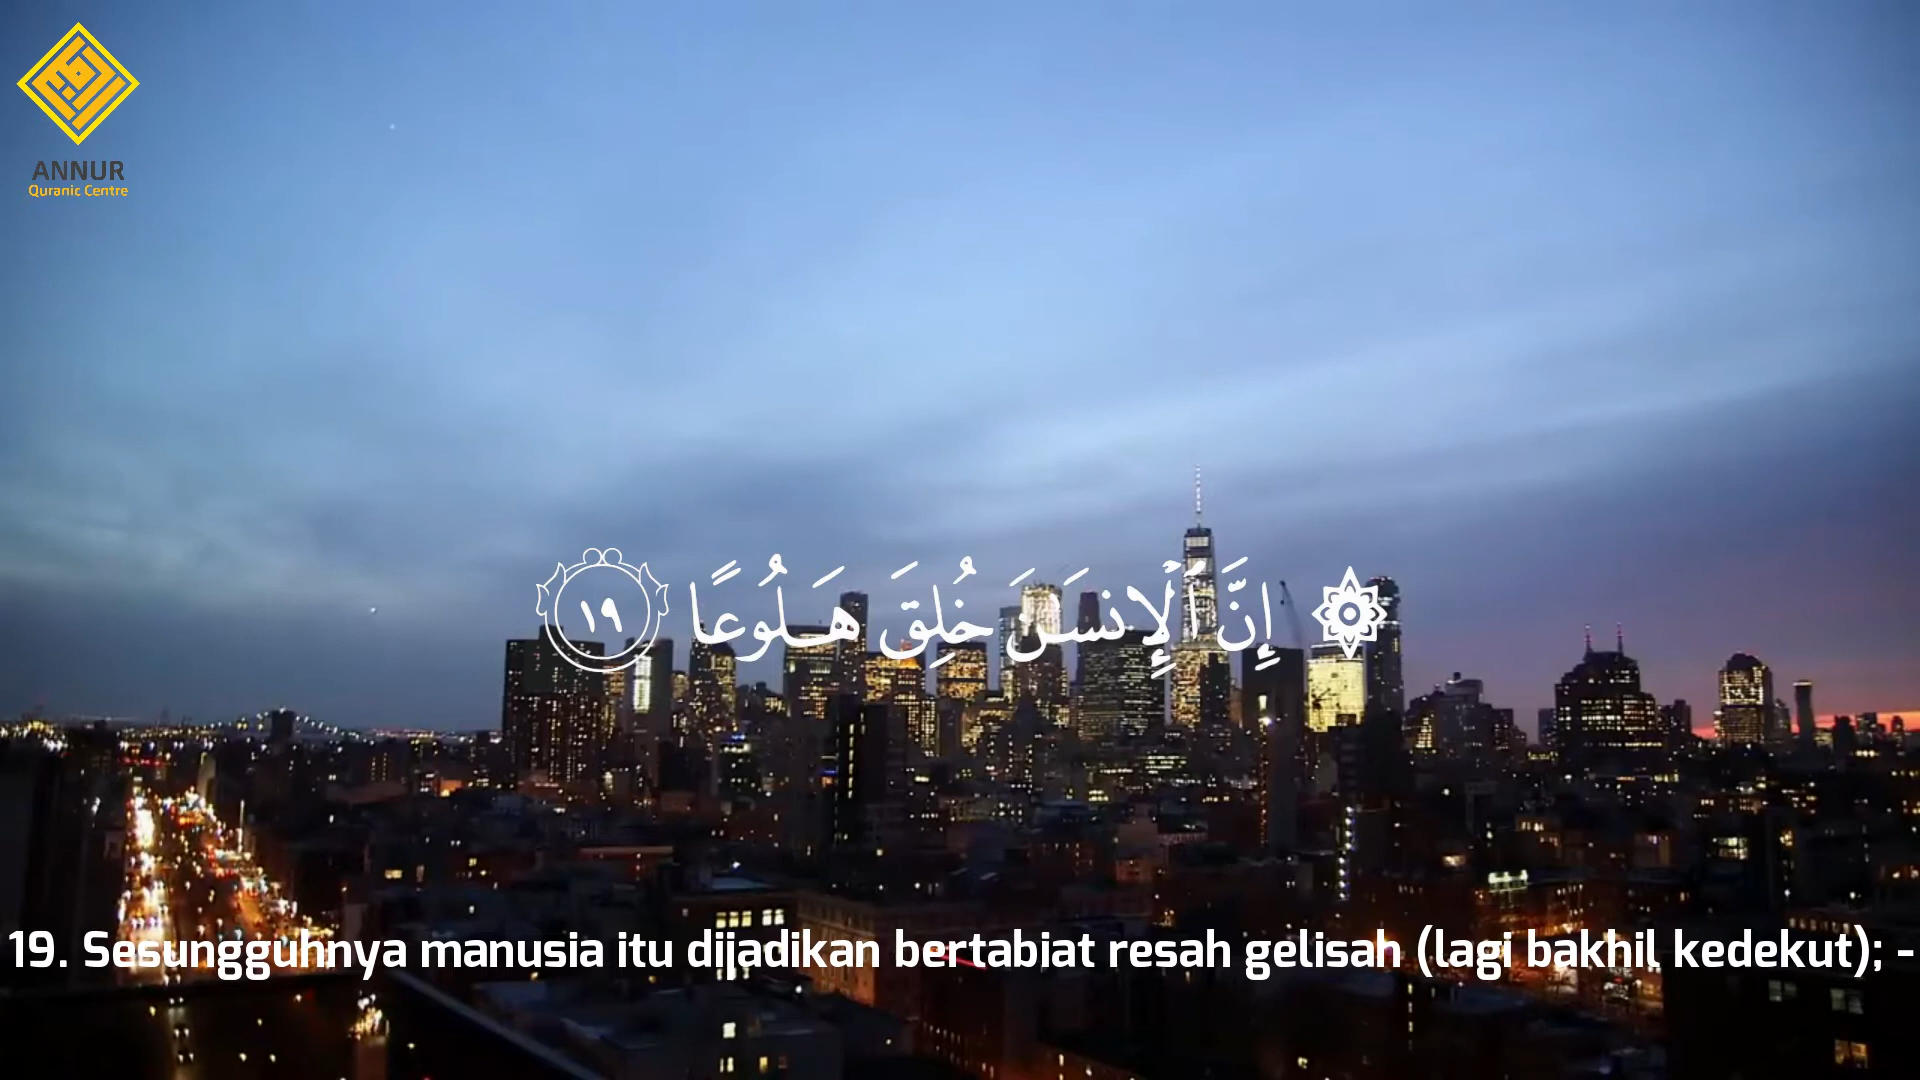 ANNUR
Quranic Centre
۞ إِنَّ ٱلْإِنسَـٰنَ خُلِقَ هَلُوعًا ١٩
19. Sesungguhnya manusia itu dijadikan bertabiat resah gelisah (lagi bakhil kedekut); -